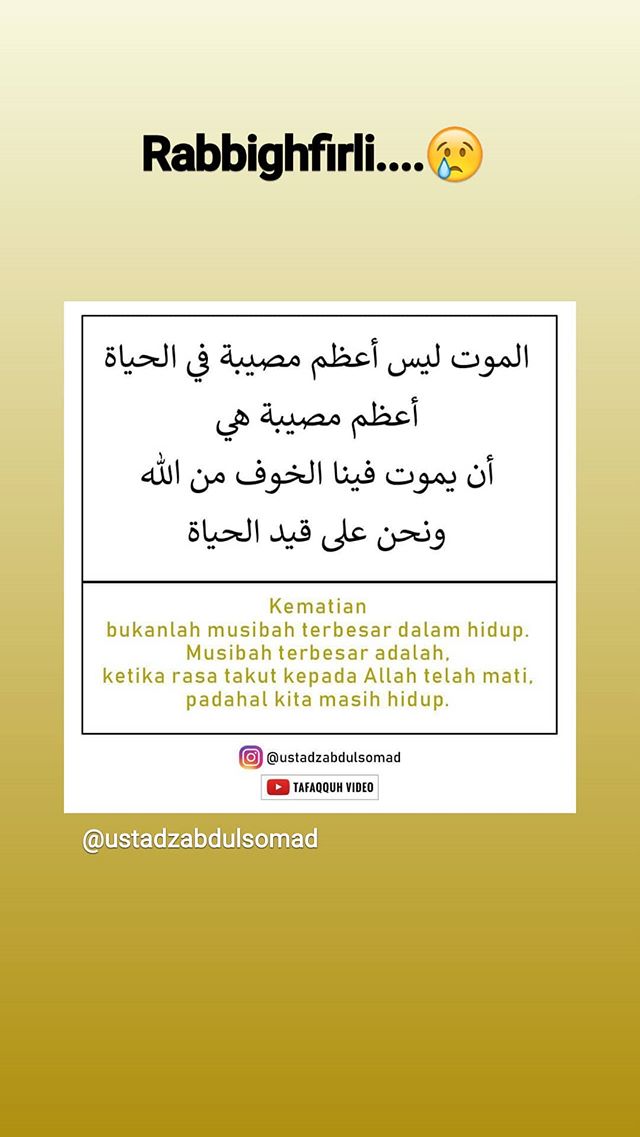 Rabbighfirli....😢
الموت ليس أعظم مصيبة في الحياة
أعظم مصيبة هي
أن يموت فينا الخوف من الله
ونحن على قيد الحياة
Kematian
bukanlah musibah terbesar dalam hidup.
Musibah terbesar adalah,
ketika rasa takut kepada Allah telah mati,
padahal kita masih hidup.
@ustadzabdulsomad
TAFAQQUH VIDEO
@ustadzabdulsomad